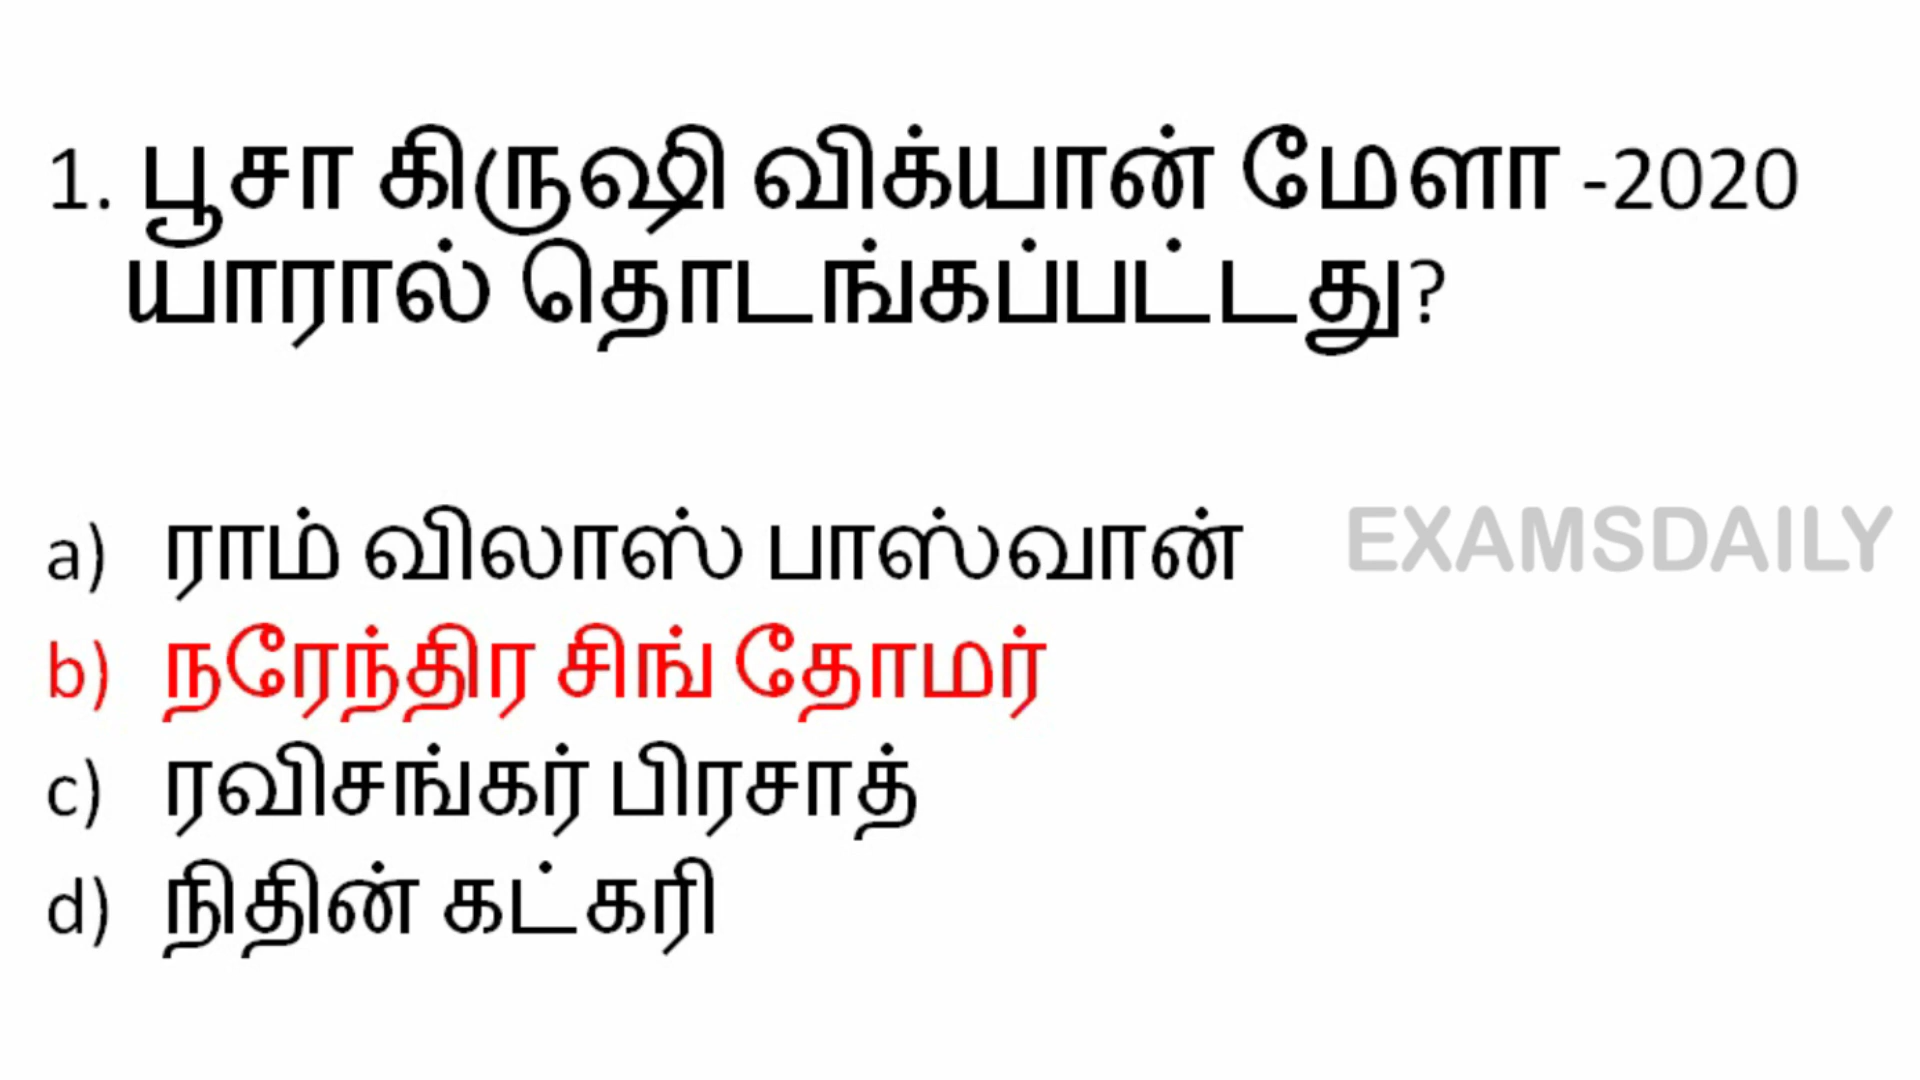 1. பூசா கிருஷி விக்யான் மேளா -2020
யாரால் தொடங்கப்பட்டது?
a) ராம் விலாஸ் பாஸ்வான்
EXAMSDAILY
b) நரேந்திர சிங் தோமர்
c) ரவிசங்கர் பிரசாத்
d) நிதின் கட்கரி